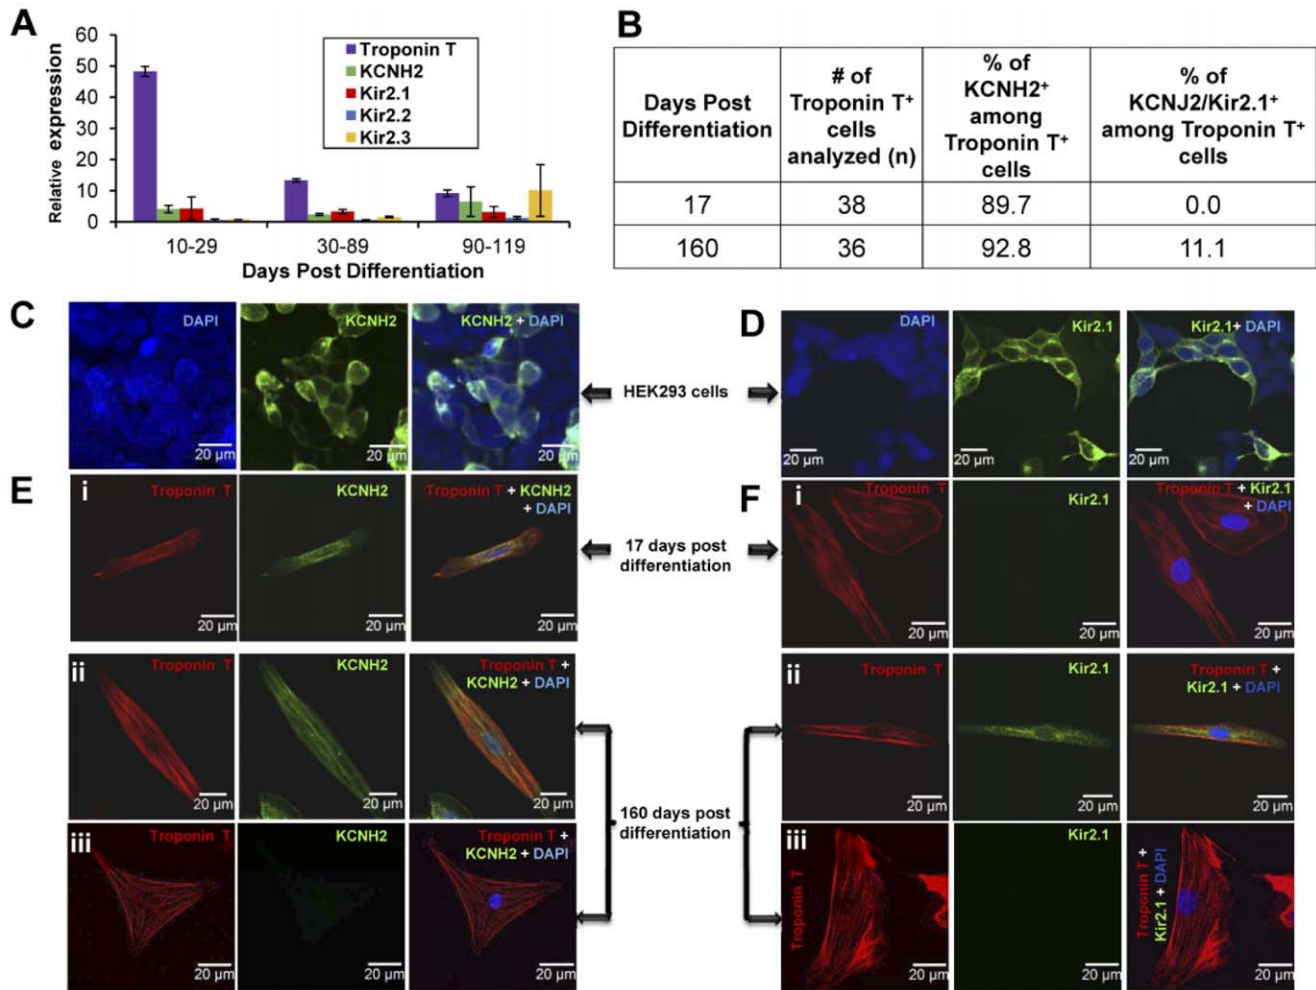 A
Relative expression
60
50
40
30
20
10
0
Troponin T
KCNH2
Kir2.1
Kir2.2
Kir2.3
10-29
30-89
90-119
Days Post Differentiation
B
Days Post
Differentiation
# of
Troponin T+
cells
analyzed (n)
% of
KCNH2+
among
Troponin T+
cells
% of
KCNJ2/Kir2.1+
among Troponin T+
cells
17
38
89.7
0.0
160
36
92.8
11.1
C
DAPI
20 µm
KCNH2
20 µm
KCNH2 + DAPI
20 µm
HEK293 cells
D
DAPI
20 µm
Kir2.1
20 µm
Kir2.1+ DAPI
20 µm
E
i
Troponin T
20 µm
KCNH2
20 µm
Troponin T + KCNH2
+ DAPI
20 µm
17 days post
differentiation
F
i
Troponin T
20 µm
Kir2.1
20 µm
Troponin T + Kir2.1
+ DAPI
20 µm
ii
Troponin T
20 µm
KCNH2
20 µm
Troponin T +
KCNH2 + DAPI
20 µm
ii
Troponin T
20 µm
Kir2.1
20 µm
Troponin T +
Kir2.1 + DAPI
20 µm
160 days post
differentiation
iii
Troponin T
20 µm
KCNH2
20 µm
Troponin T +
KCNH2 + DAPI
20 µm
iii
Troponin T
20 µm
Kir2.1
20 µm
Troponin T +
Kir2.1 + DAPI
20 µm